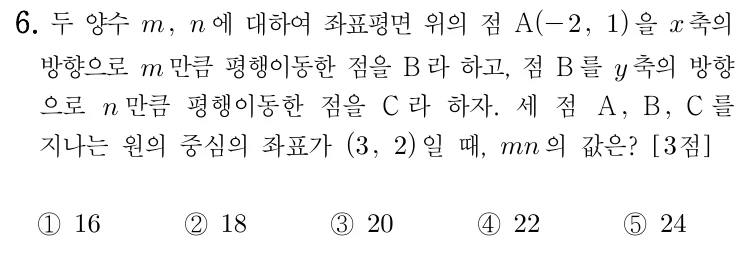 6. 두 양수 m, n에 대하여 좌표평면 위의 점 A(−2, 1)을 x축의
방향으로 m만큼 평행이동한 점을 B라 하고, 점 B를 y축의 방향
으로 n만큼 평행이동한 점을 C라 하자. 세 점 A, B, C를
지나는 원의 중심의 좌표가 (3, 2)일 때, mn의 값은? [3점]
① 16 ② 18 ③ 20 ④ 22 ⑤ 24